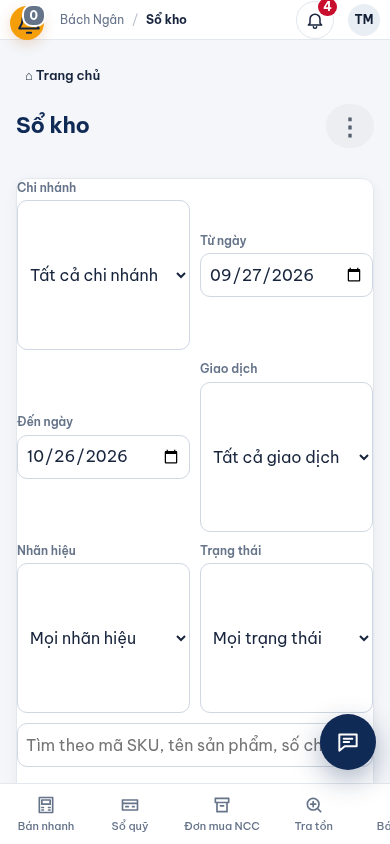 0 Bách Ngân / Sổ kho 4 TM
⌂ Trang chủ
Sổ kho
Chi nhánh
Tất cả chi nhánh
Từ ngày
09/27/2026
Đến ngày
10/26/2026
Giao dịch
Tất cả giao dịch
Nhãn hiệu
Mọi nhãn hiệu
Trạng thái
Mọi trạng thái
Tìm theo mã SKU, tên sản phẩm, số
Bán nhanh Sổ quỹ Đơn mua NCC Tra tồn